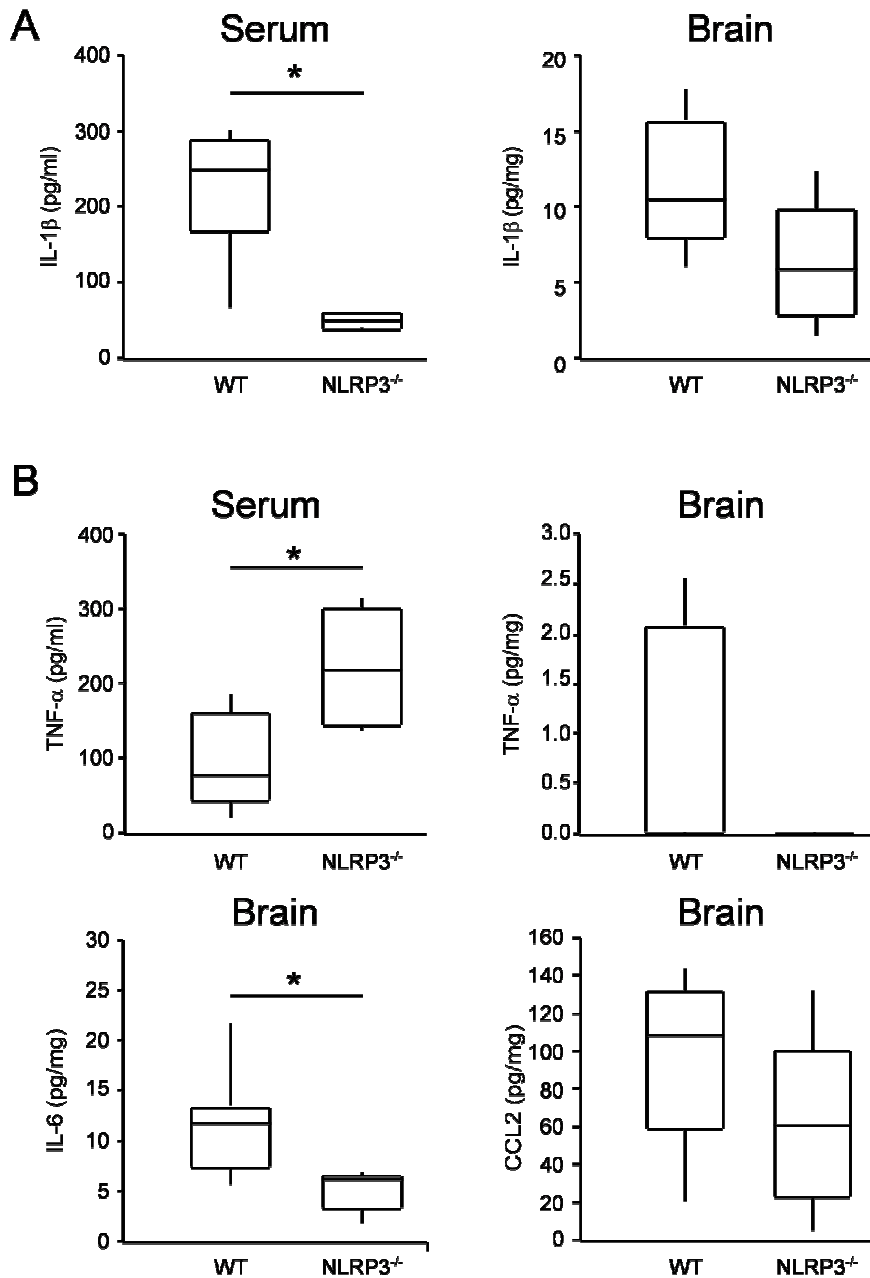 A
Serum
Brain
400
300
200
100
0
IL-1β (pg/ml)
*
WT
NLRP3-/-
20
15
10
5
0
IL-1β (pg/mg)
WT
NLRP3-/-
B
Serum
Brain
400
300
200
100
0
TNF-α (pg/ml)
*
WT
NLRP3-/-
3.0
2.5
2.0
1.5
1.0
0.5
0.0
TNF-α (pg/mg)
WT
NLRP3-/-
Brain
Brain
30
25
20
15
10
5
0
IL-6 (pg/mg)
*
WT
NLRP3-/-
160
140
120
100
80
60
40
20
0
CCL2 (pg/mg)
WT
NLRP3-/-